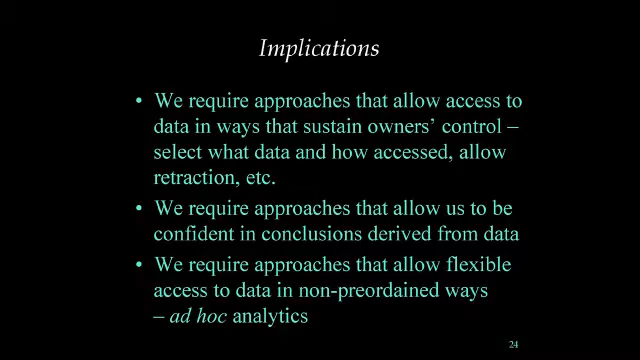 Implications
• We require approaches that allow access to
data in ways that sustain owners' control –
select what data and how accessed, allow
retraction, etc.
• We require approaches that allow us to be
confident in conclusions derived from data
• We require approaches that allow flexible
access to data in non-preordained ways
– ad hoc analytics
24